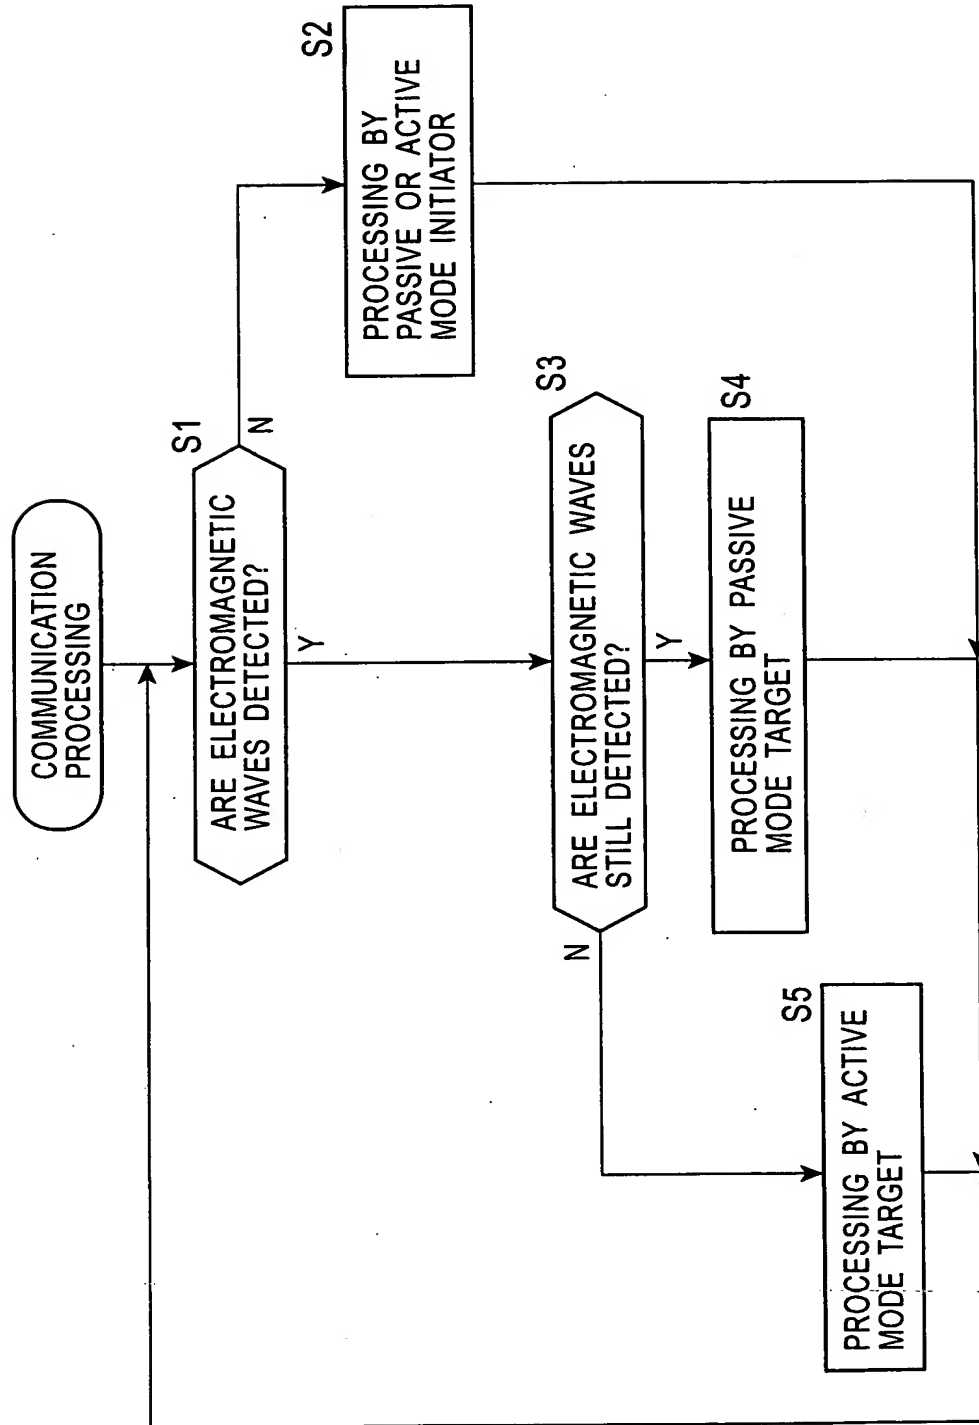 COMMUNICATION
PROCESSING
S1
ARE ELECTROMAGNETIC
WAVES DETECTED?
N
Y
S2
PROCESSING BY
PASSIVE OR ACTIVE
MODE INITIATOR
S3
ARE ELECTROMAGNETIC WAVES
STILL DETECTED?
N
Y
S4
PROCESSING BY PASSIVE
MODE TARGET
S5
PROCESSING BY ACTIVE
MODE TARGET